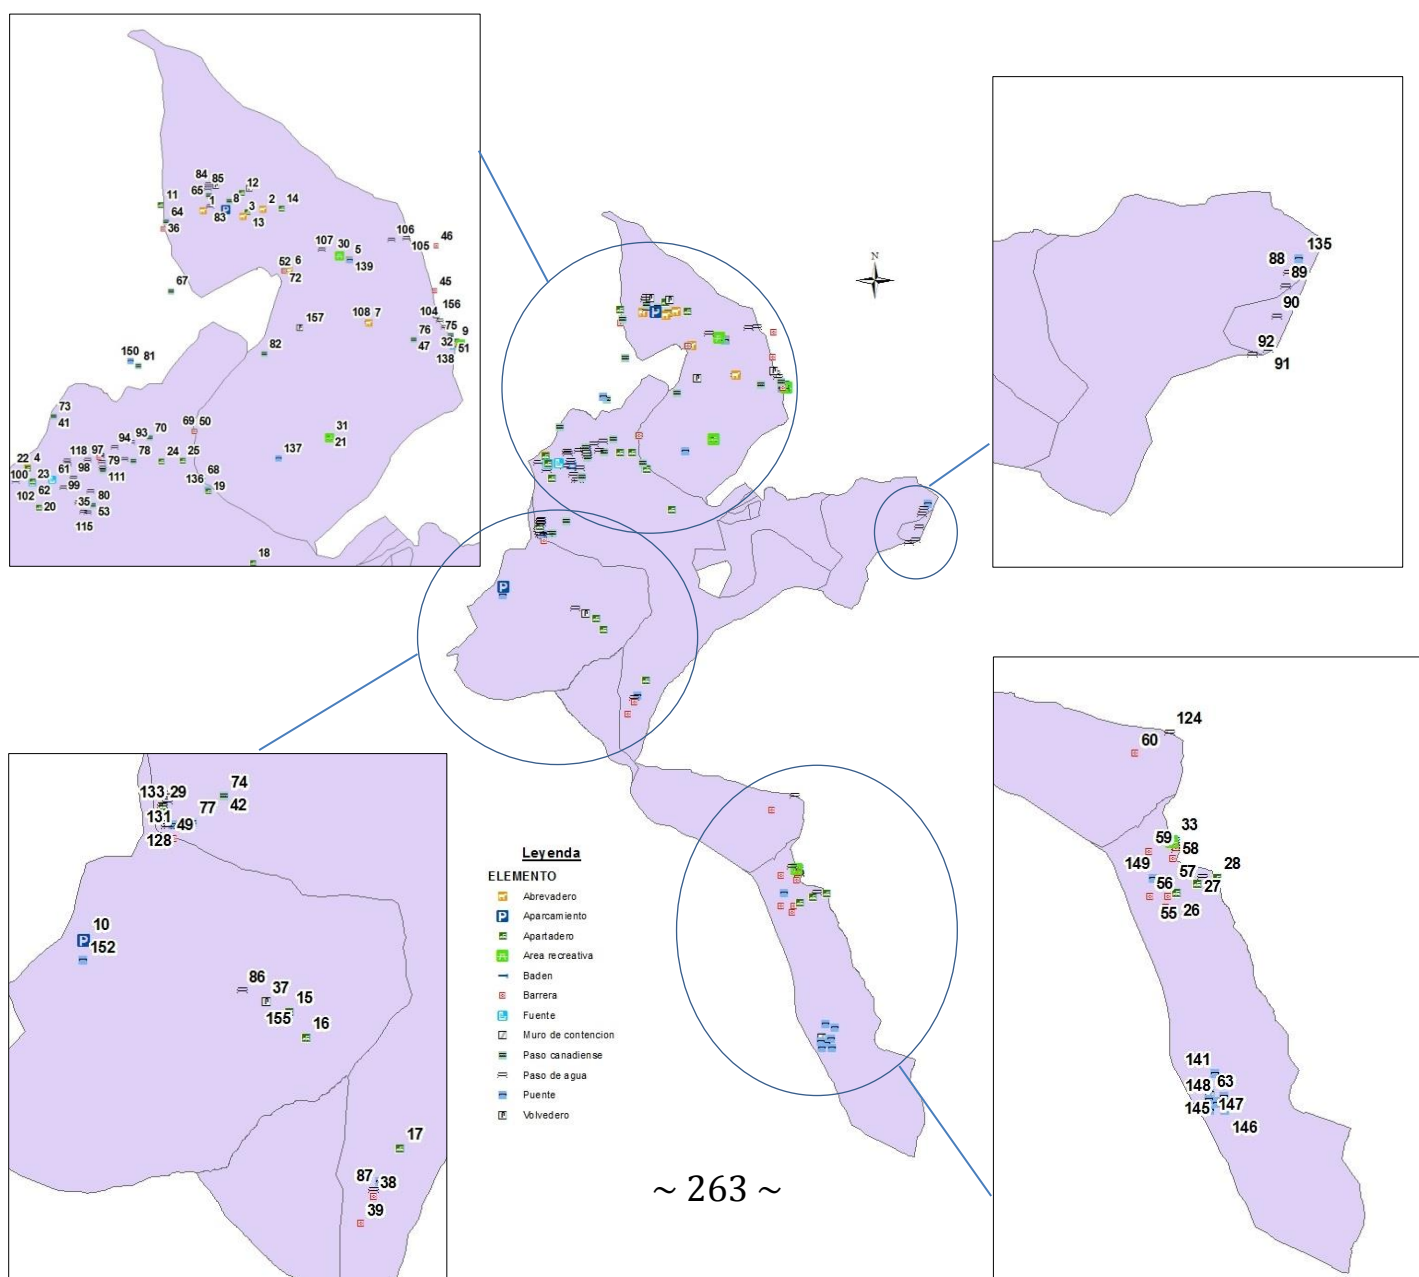 84 85 12
65 1 8 2 14
11 83 3
64 13
36
106
107 30 5 105 46
52 6 139
72
67 45
156
157 108 7 104 75 9
76 32
82 47 51
138
150 81
73
41
69 50 31
70
94 93 21
118 97 78 24 25 137
22 4 61 98 79
100 23 111 68
62 99 136
102 80 19
20 35 53
115
18
N
135
88
89
90
92
91
124
60
33
59 58
149 57 28
56 27
55 26
141
148 63
145 147
146
133 29 74
131 77 42
49
128
10
152
86 37 15
155 16
17
87 38
39
Leyenda
ELEMENTO
Abrevadero
Aparcamiento
Apartadero
Area recreativa
Baden
Barrera
Fuente
Muro de contencion
Paso canadiense
Paso de agua
Puente
Volvedero
~ 263 ~